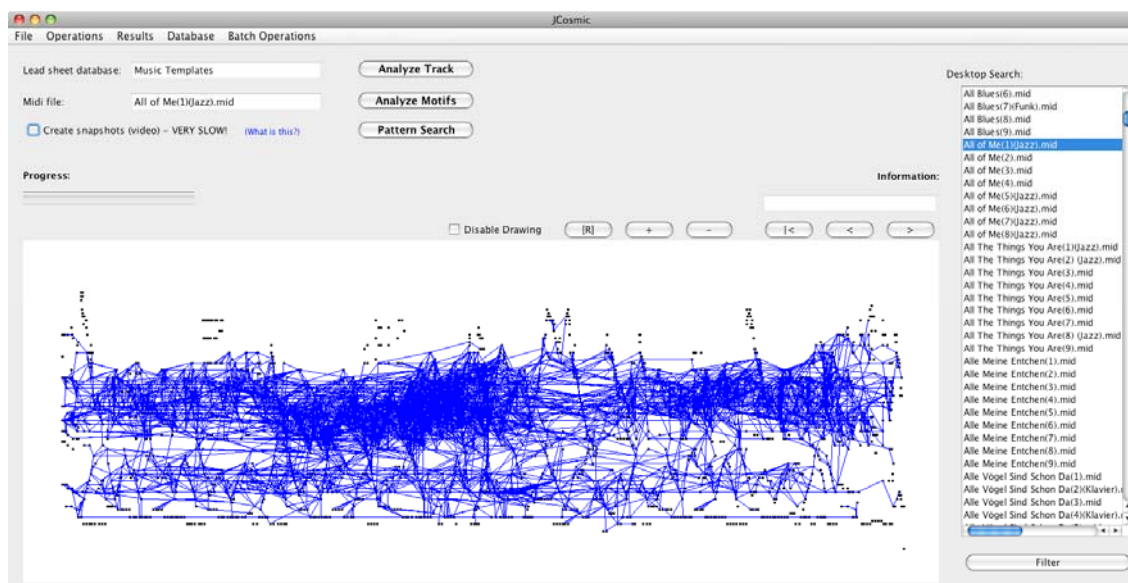 JCosmic
File Operations Results Database Batch Operations
Lead sheet database: Music Templates
Analyze Track
Midi file: All of Me(1)(Jazz).mid
Analyze Motifs
Create snapshots (video) - VERY SLOW! (What is this?)
Pattern Search
Progress:
Information:
Disable Drawing [R] + - |< < >
Desktop Search:
All Blues(6).mid
All Blues(7)(Funk).mid
All Blues(8).mid
All Blues(9).mid
All of Me(1)(Jazz).mid
All of Me(2).mid
All of Me(3).mid
All of Me(4).mid
All of Me(5)(Jazz).mid
All of Me(6)(Jazz).mid
All of Me(7)(Jazz).mid
All of Me(8)(Jazz).mid
All The Things You Are(1)(Jazz).mid
All The Things You Are(2) (Jazz).mid
All The Things You Are(3).mid
All The Things You Are(4).mid
All The Things You Are(5).mid
All The Things You Are(6).mid
All The Things You Are(7).mid
All The Things You Are(8) (Jazz).mid
All The Things You Are(9).mid
Alle Meine Entchen(1).mid
Alle Meine Entchen(2).mid
Alle Meine Entchen(3).mid
Alle Meine Entchen(4).mid
Alle Meine Entchen(5).mid
Alle Meine Entchen(6).mid
Alle Meine Entchen(7).mid
Alle Meine Entchen(8).mid
Alle Meine Entchen(9).mid
Alle Vögel Sind Schon Da(1).mid
Alle Vögel Sind Schon Da(2)(Klavier).
Alle Vögel Sind Schon Da(3).mid
Alle Vögel Sind Schon Da(4)(Klavier).
Filter